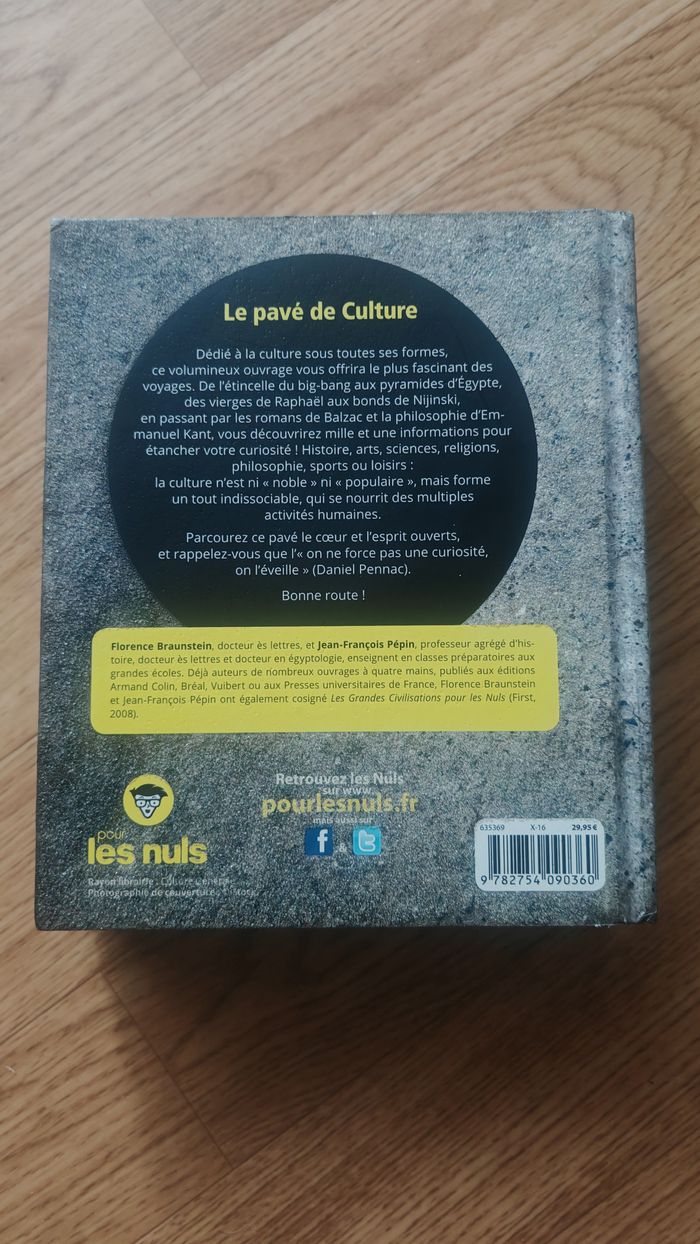 Le pavé de Culture
Dédié à la culture sous toutes ses formes,
ce volumineux ouvrage vous offrira le plus fascinant des
voyages. De l'étincelle du big-bang aux pyramides d'Égypte,
des vierges de Raphaël aux bonds de Nijinski,
en passant par les romans de Balzac et la philosophie d'Em-
manuel Kant, vous découvrirez mille et une informations pour
étancher votre curiosité ! Histoire, arts, sciences, religions,
philosophie, sports ou loisirs :
la culture n'est ni « noble » ni « populaire », mais forme
un tout indissociable, qui se nourrit des multiples
activités humaines.
Parcourez ce pavé le cœur et l'esprit ouverts,
et rappelez-vous que l'« on ne force pas une curiosité,
on l'éveille » (Daniel Pennac).
Bonne route !
Florence Braunstein, docteur ès lettres, et Jean-François Pépin, professeur agrégé d'his-
toire, docteur ès lettres et docteur en égyptologie, enseignent en classes préparatoires aux
grandes écoles. Déjà auteurs de nombreux ouvrages à quatre mains, publiés aux éditions
Armand Colin, Bréal, Vuibert ou aux Presses universitaires de France, Florence Braunstein
et Jean-François Pépin ont également cosigné Les Grandes Civilisations pour les Nuls (First,
2008).
pour
les nuls
Retrouvez les Nuls
sur www.
pourlesnuls.fr
mais aussi sur
f &
Rayon librairie : Culture
Photographie de couverture :
635369 X-16 29,95 €
9 782754 090360